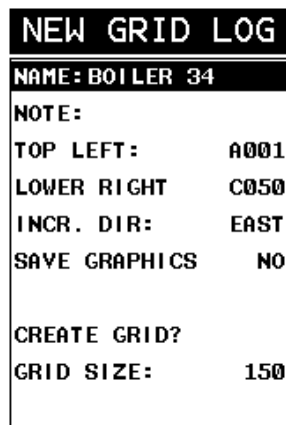 NEW GRID LOG
NAME:BOILER 34
NOTE:
TOP LEFT: A001
LOWER RIGHT C050
INCR. DIR: EAST
SAVE GRAPHICS NO
CREATE GRID?
GRID SIZE: 150